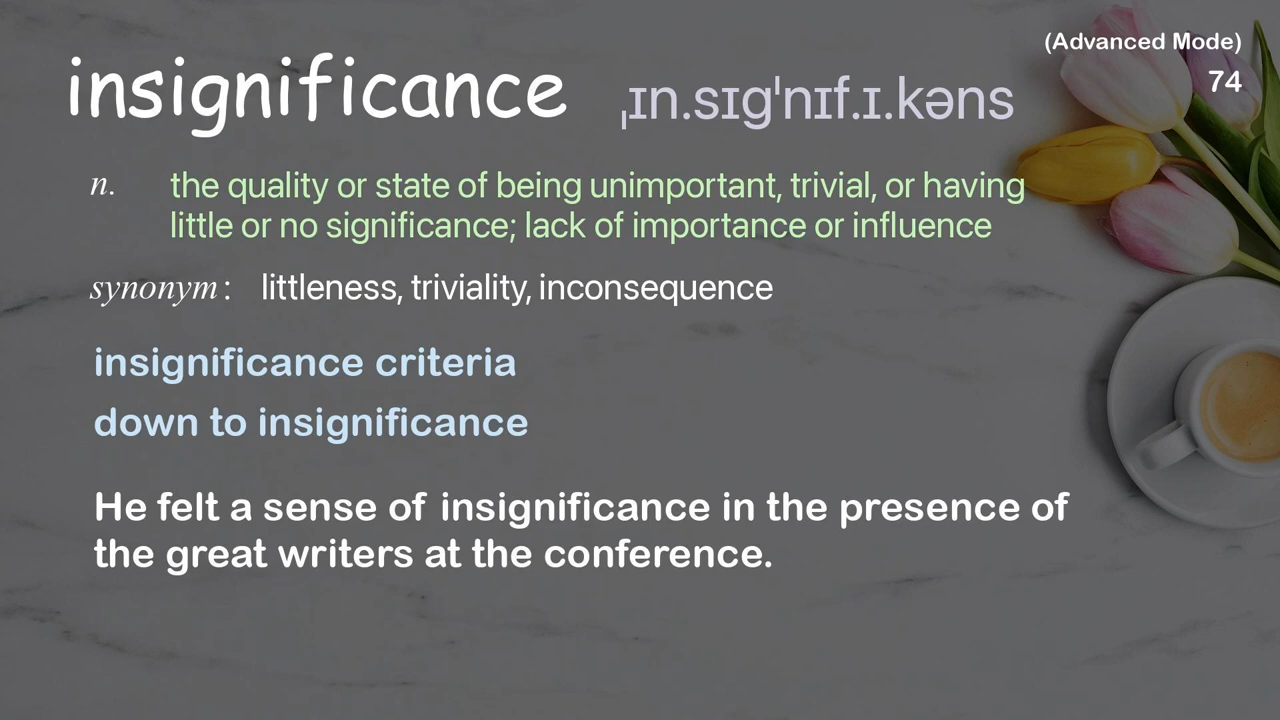 (Advanced Mode)
74
insignificance ˌɪn.sɪɡˈnɪf.ɪ.kəns
n. the quality or state of being unimportant, trivial, or having
little or no significance; lack of importance or influence
synonym : littleness, triviality, inconsequence
insignificance criteria
down to insignificance
He felt a sense of insignificance in the presence of
the great writers at the conference.